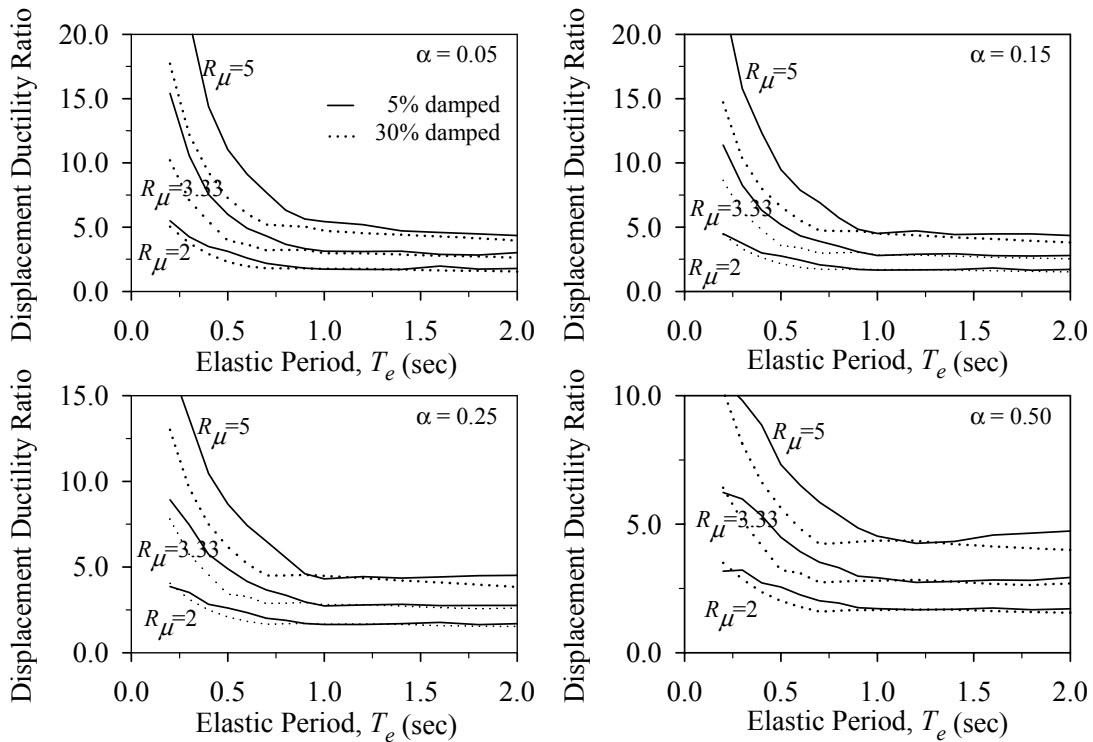 Displacement Ductility Ratio
20.0
15.0
10.0
5.0
0.0
α = 0.05
Rμ=5
5% damped
30% damped
Rμ=3.33
Rμ=2
0.0 0.5 1.0 1.5 2.0
Elastic Period, Te (sec)
Displacement Ductility Ratio
20.0
15.0
10.0
5.0
0.0
α = 0.15
Rμ=5
Rμ=3.33
Rμ=2
0.0 0.5 1.0 1.5 2.0
Elastic Period, Te (sec)
Displacement Ductility Ratio
15.0
10.0
5.0
0.0
α = 0.25
Rμ=5
Rμ=3.33
Rμ=2
0.0 0.5 1.0 1.5 2.0
Elastic Period, Te (sec)
Displacement Ductility Ratio
10.0
5.0
0.0
α = 0.50
Rμ=5
Rμ=3.33
Rμ=2
0.0 0.5 1.0 1.5 2.0
Elastic Period, Te (sec)